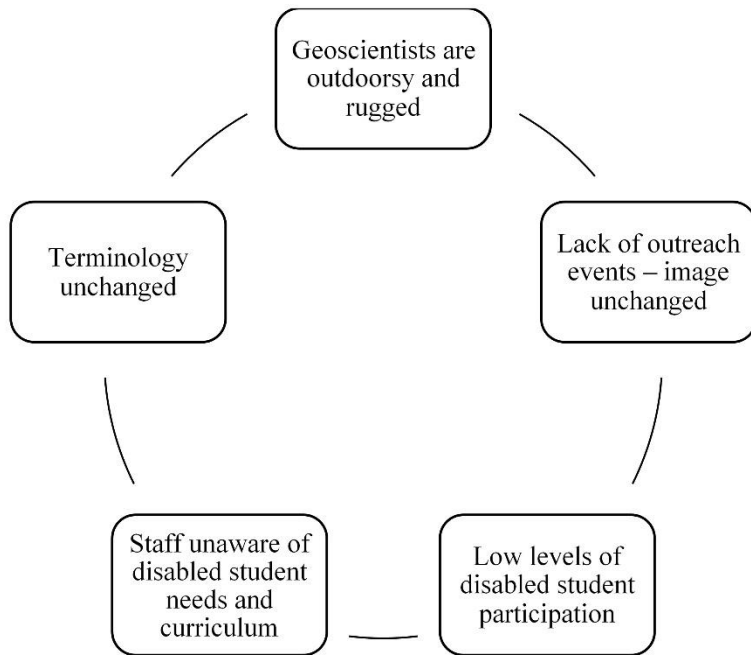 Geoscientists are
outdoorsy and
rugged
Lack of outreach
events – image
unchanged
Low levels of
disabled student
participation
Staff unaware of
disabled student
needs and
curriculum
Terminology
unchanged